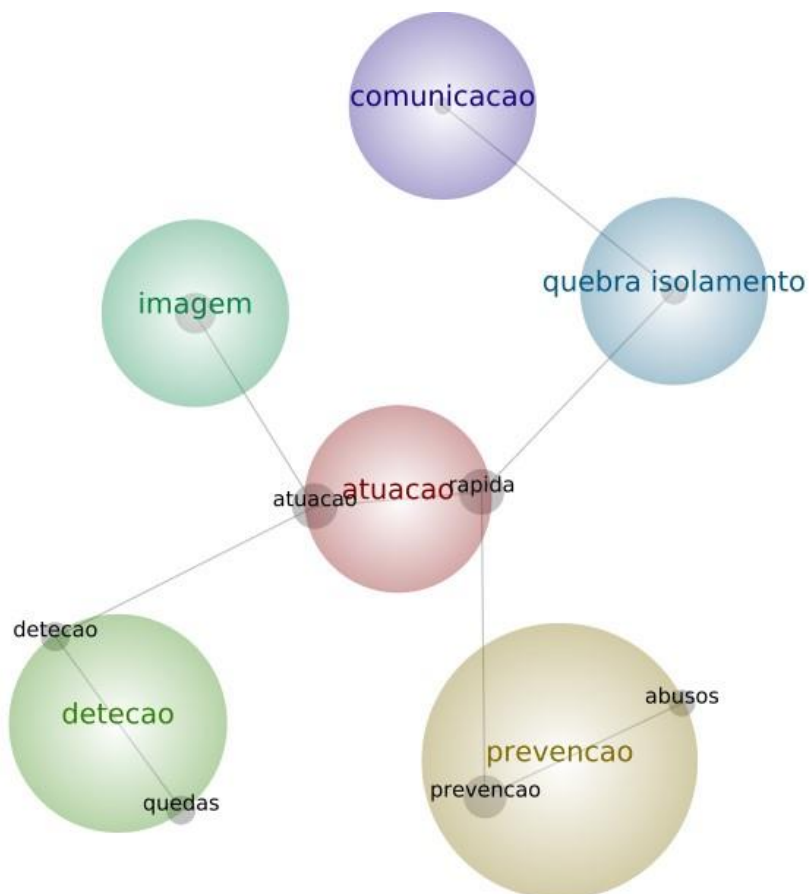 comunicacao
quebra isolamento
imagem
atuacao
atuacao
rapida
detecao
detecao
quedas
abusos
prevencao
prevencao